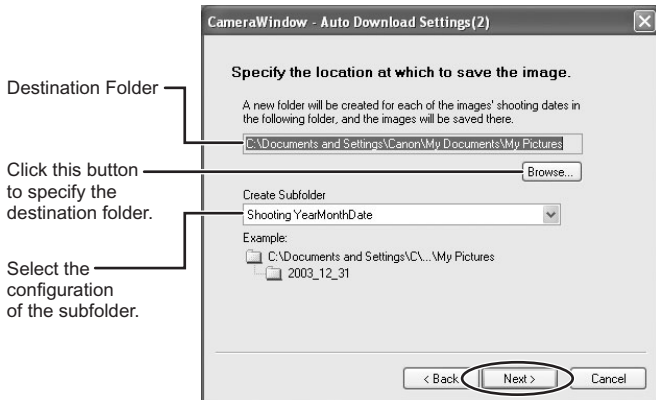 CameraWindow - Auto Download Settings(2)
Specify the location at which to save the image.
Destination Folder
A new folder will be created for each of the images' shooting dates in
the following folder, and the images will be saved there.
C:\Documents and Settings\Canon\My Documents\My Pictures
Click this button
to specify the
destination folder.
Browse...
Create Subfolder
Shooting YearMonthDate
Example:
C:\Documents and Settings\C\...\My Pictures
2003_12_31
Select the
configuration
of the subfolder.
< Back
Next >
Cancel